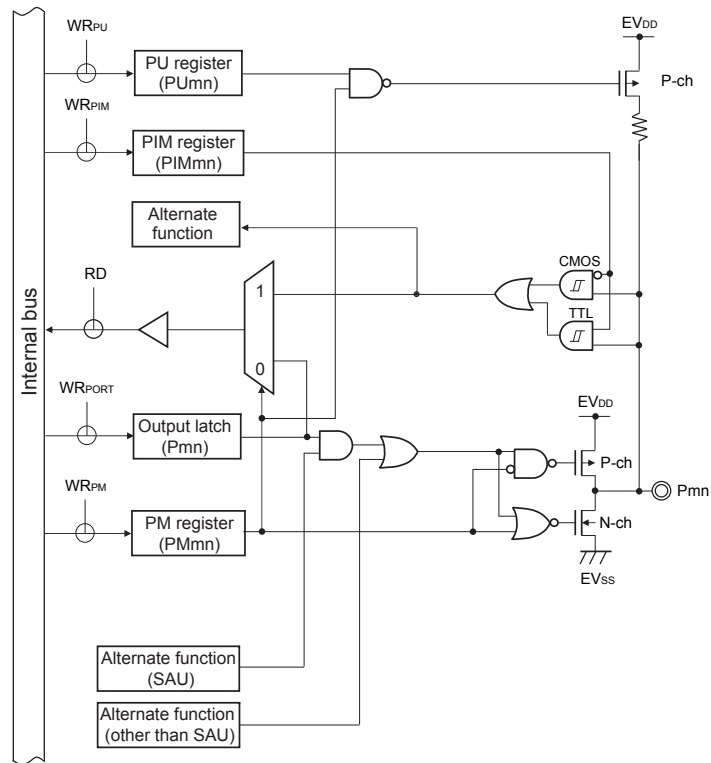 EVDD
WRPU
PU register
(PUmn)
P-ch
WRPIM
PIM register
(PIMmn)
Alternate
function
CMOS
RD
1
TTL
Internal bus
0
WRPORT
Output latch
(Pmn)
EVDD
P-ch
Pmn
WRPM
PM register
(PMmn)
N-ch
EVSS
Alternate function
(SAU)
Alternate function
(other than SAU)